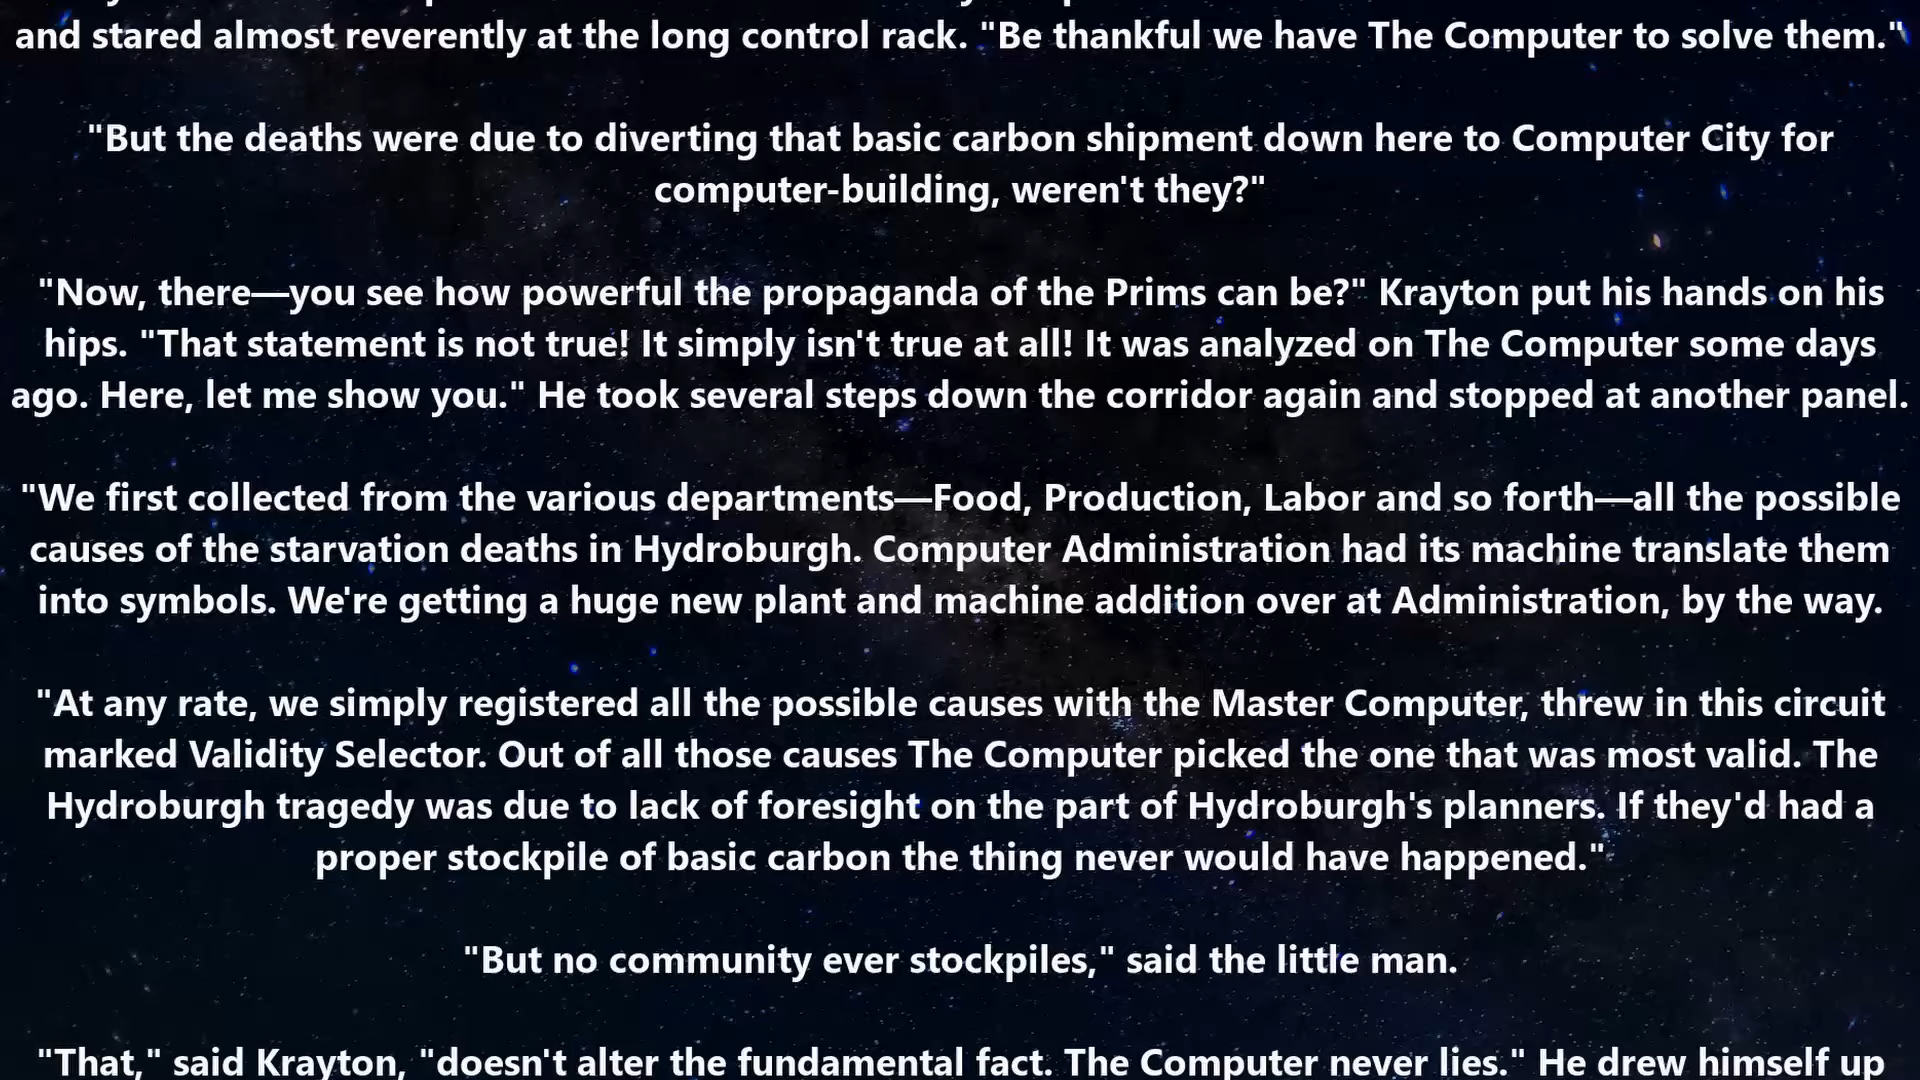 and stared almost reverently at the long control rack. "Be thankful we have The Computer to solve them."
"But the deaths were due to diverting that basic carbon shipment down here to Computer City for
computer-building, weren't they?"
"Now, there—you see how powerful the propaganda of the Prims can be?" Krayton put his hands on his
hips. "That statement is not true! It simply isn't true at all! It was analyzed on The Computer some days
ago. Here, let me show you." He took several steps down the corridor again and stopped at another panel.
"We first collected from the various departments—Food, Production, Labor and so forth—all the possible
causes of the starvation deaths in Hydroburgh. Computer Administration had its machine translate them
into symbols. We're getting a huge new plant and machine addition over at Administration, by the way.
"At any rate, we simply registered all the possible causes with the Master Computer, threw in this circuit
marked Validity Selector. Out of all those causes The Computer picked the one that was most valid. The
Hydroburgh tragedy was due to lack of foresight on the part of Hydroburgh's planners. If they'd had a
proper stockpile of basic carbon the thing never would have happened."
"But no community ever stockpiles," said the little man.
"That," said Krayton, "doesn't alter the fundamental fact. The Computer never lies." He drew himself up